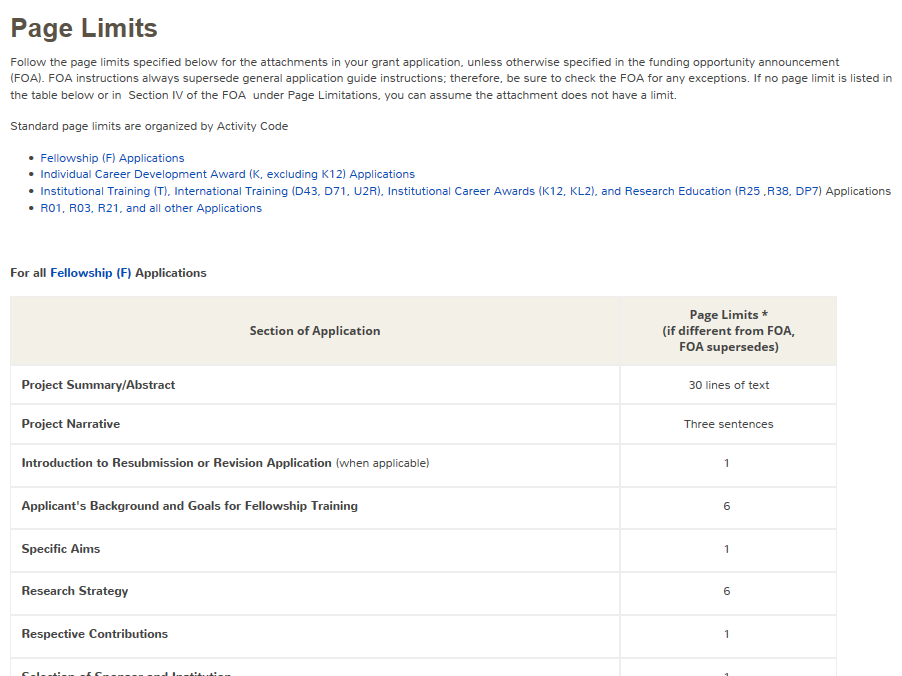 Page Limits
Follow the page limits specified below for the attachments in your grant application, unless otherwise specified in the funding opportunity announcement
(FOA). FOA instructions always supersede general application guide instructions; therefore, be sure to check the FOA for any exceptions. If no page limit is listed in
the table below or in Section IV of the FOA under Page Limitations, you can assume the attachment does not have a limit.
Standard page limits are organized by Activity Code
• Fellowship (F) Applications
• Individual Career Development Award (K, excluding K12) Applications
• Institutional Training (T), International Training (D43, D71, U2R), Institutional Career Awards (K12, KL2), and Research Education (R25 ,R38, DP7) Applications
• R01, R03, R21, and all other Applications
For all Fellowship (F) Applications
Section of Application
Page Limits *
(if different from FOA,
FOA supersedes)
Project Summary/Abstract
30 lines of text
Project Narrative
Three sentences
Introduction to Resubmission or Revision Application (when applicable)
1
Applicant's Background and Goals for Fellowship Training
6
Specific Aims
1
Research Strategy
6
Respective Contributions
1
Selection of Sponsor and Institution
1